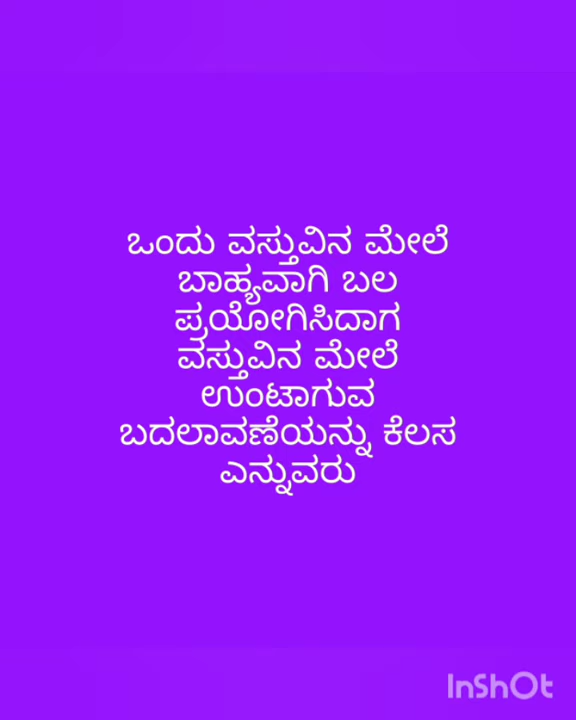 ಒಂದು ವಸ್ತುವಿನ ಮೇಲೆ
ಬಾಹ್ಯವಾಗಿ ಬಲ
ಪ್ರಯೋಗಿಸಿದಾಗ
ವಸ್ತುವಿನ ಮೇಲೆ
ಉಂಟಾಗುವ
ಬದಲಾವಣೆಯನ್ನು ಕೆಲಸ
ಎನ್ನುವರು
InShOt